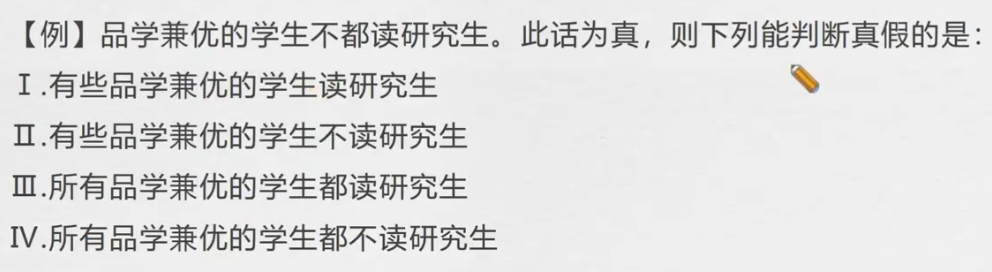 【例】品学兼优的学生不都读研究生。此话为真，则下列能判断真假的是：
Ⅰ.有些品学兼优的学生读研究生
Ⅱ.有些品学兼优的学生不读研究生
Ⅲ.所有品学兼优的学生都读研究生
Ⅳ.所有品学兼优的学生都不读研究生